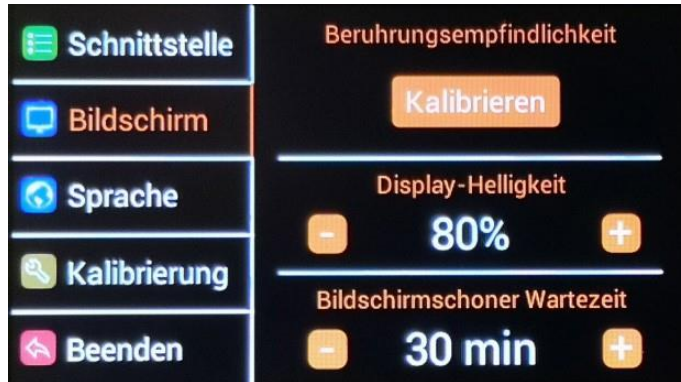 Schnittstelle
Bildschirm
Sprache
Kalibrierung
Beenden
Beruhrungsempfindlichkeit
Kalibrieren
Display-Helligkeit
- 80% +
Bildschirmschoner Wartezeit
- 30 min +